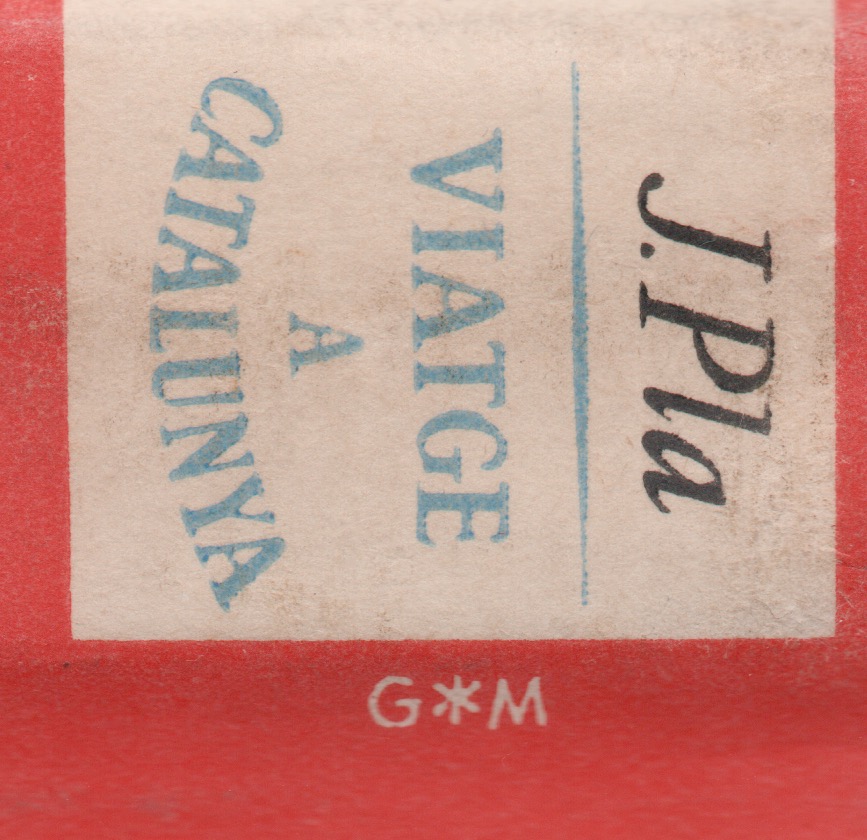 J. Pla
VIATGE
A
CATALUNYA
G*M